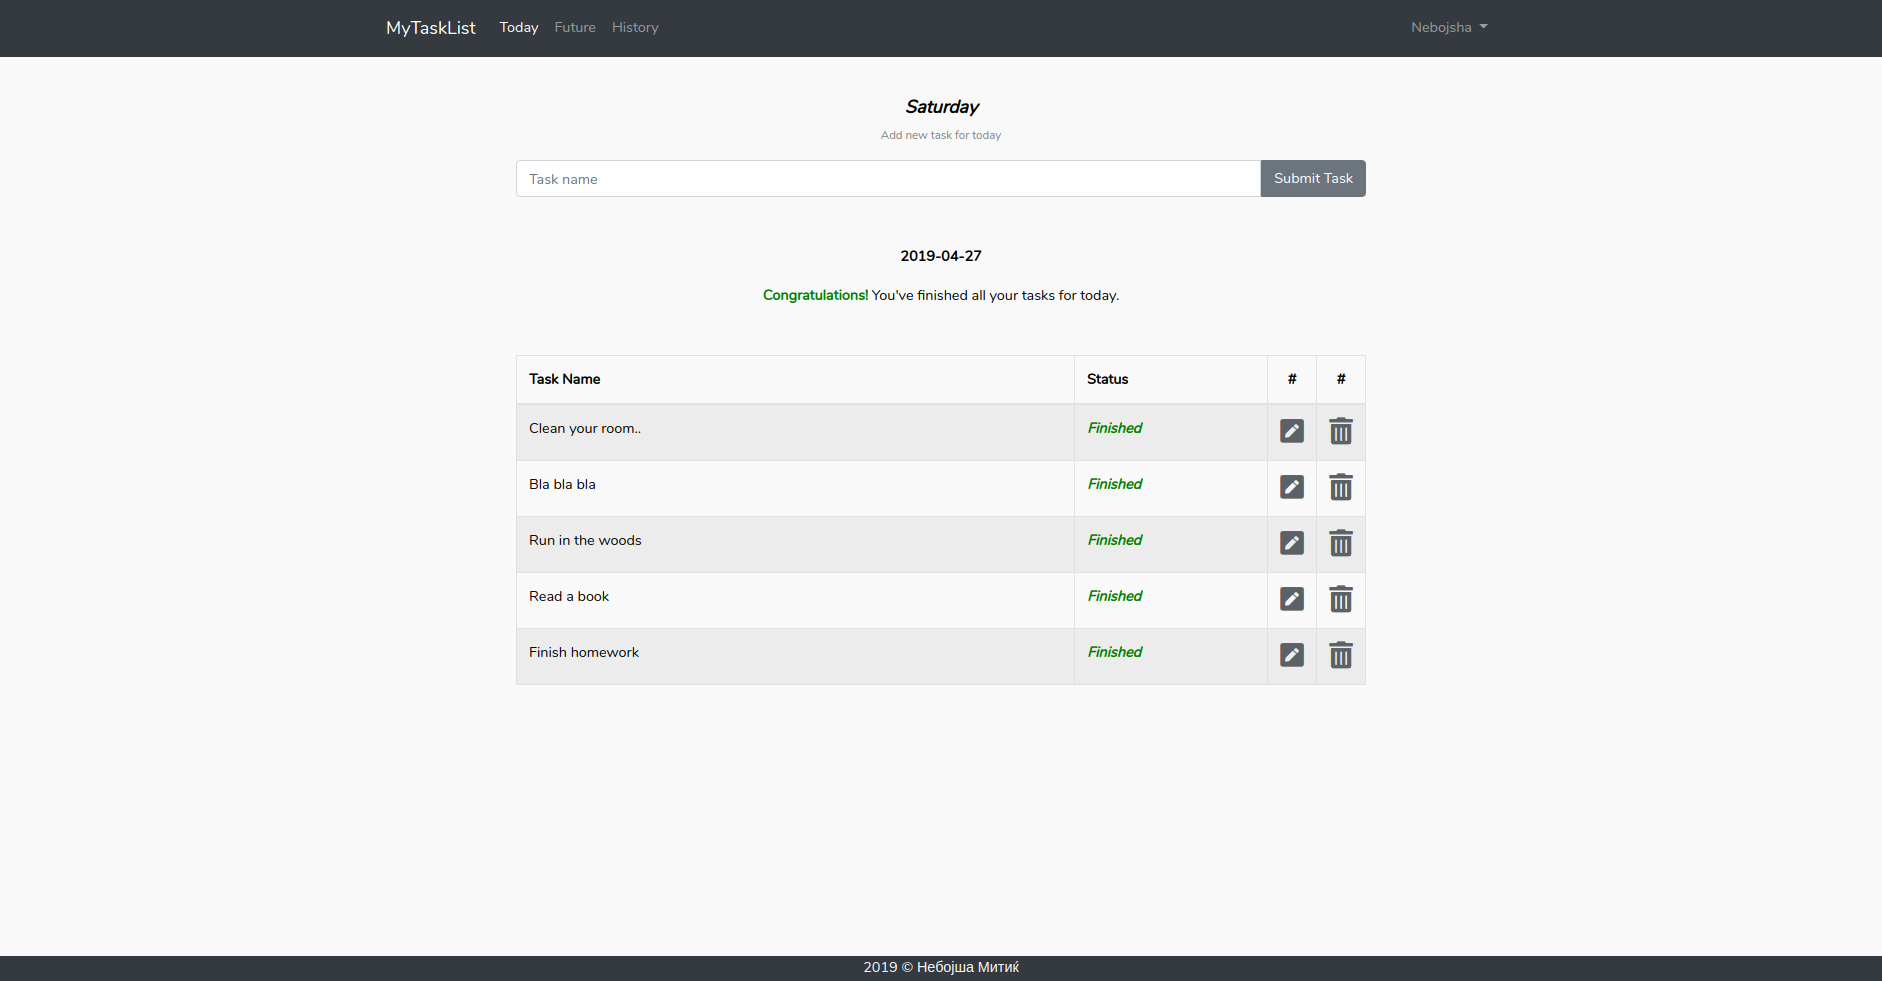 MyTaskList Today Future History Nebojsha
Saturday
Add new task for today
Task name Submit Task
2019-04-27
Congratulations! You've finished all your tasks for today.
Task Name Status # #
Clean your room.. Finished
Bla bla bla Finished
Run in the woods Finished
Read a book Finished
Finish homework Finished
2019 © Небојша Митиќ